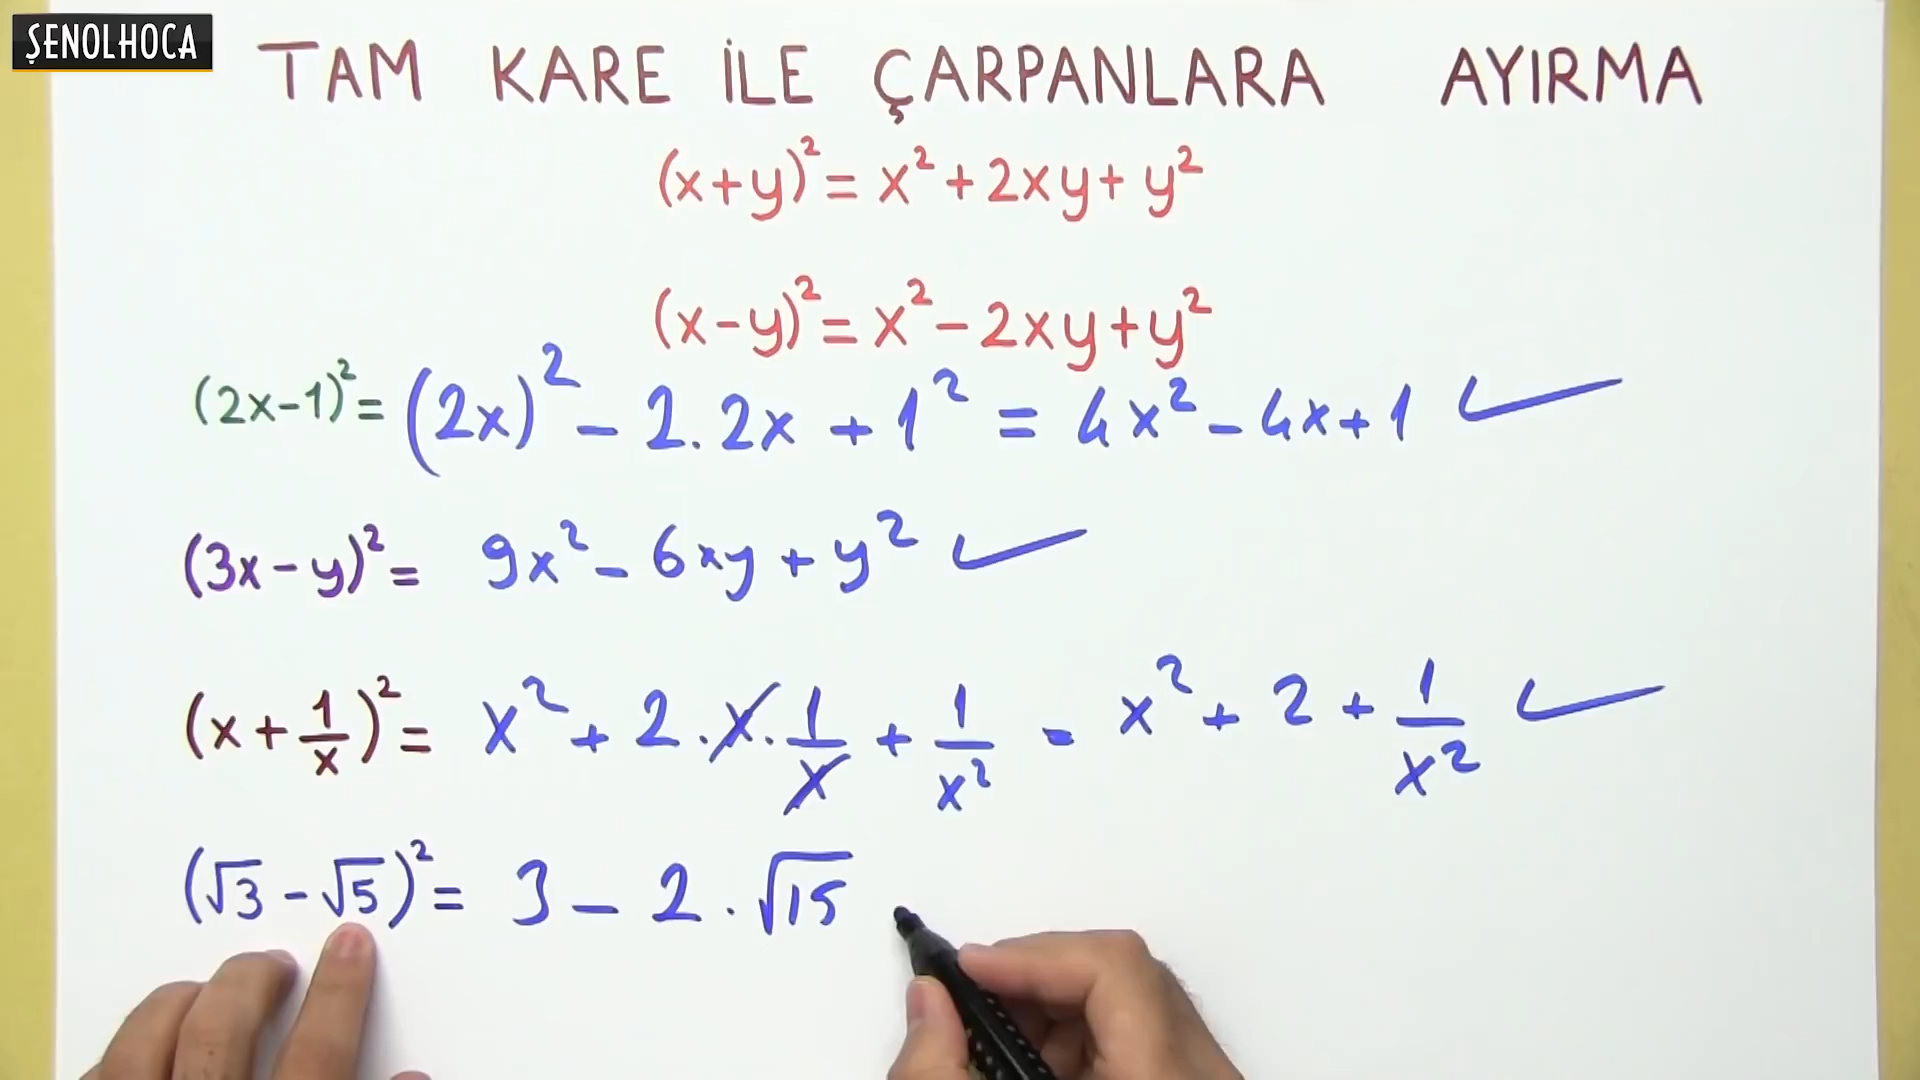 ŞENOLHOCA
TAM KARE İLE ÇARPANLARA AYIRMA
(x+y)²= x²+2xy+y²
(x-y)²= x²-2xy+y²
(2x-1)²= (2x)² - 2.2x + 1² = 4x² - 4x+1
(3x-y)²= 9x² - 6xy + y²
(x+1/x)²= x² + 2.x.1/x + 1/x² = x² + 2 + 1/x²
(√3-√5)²= 3 - 2.√15